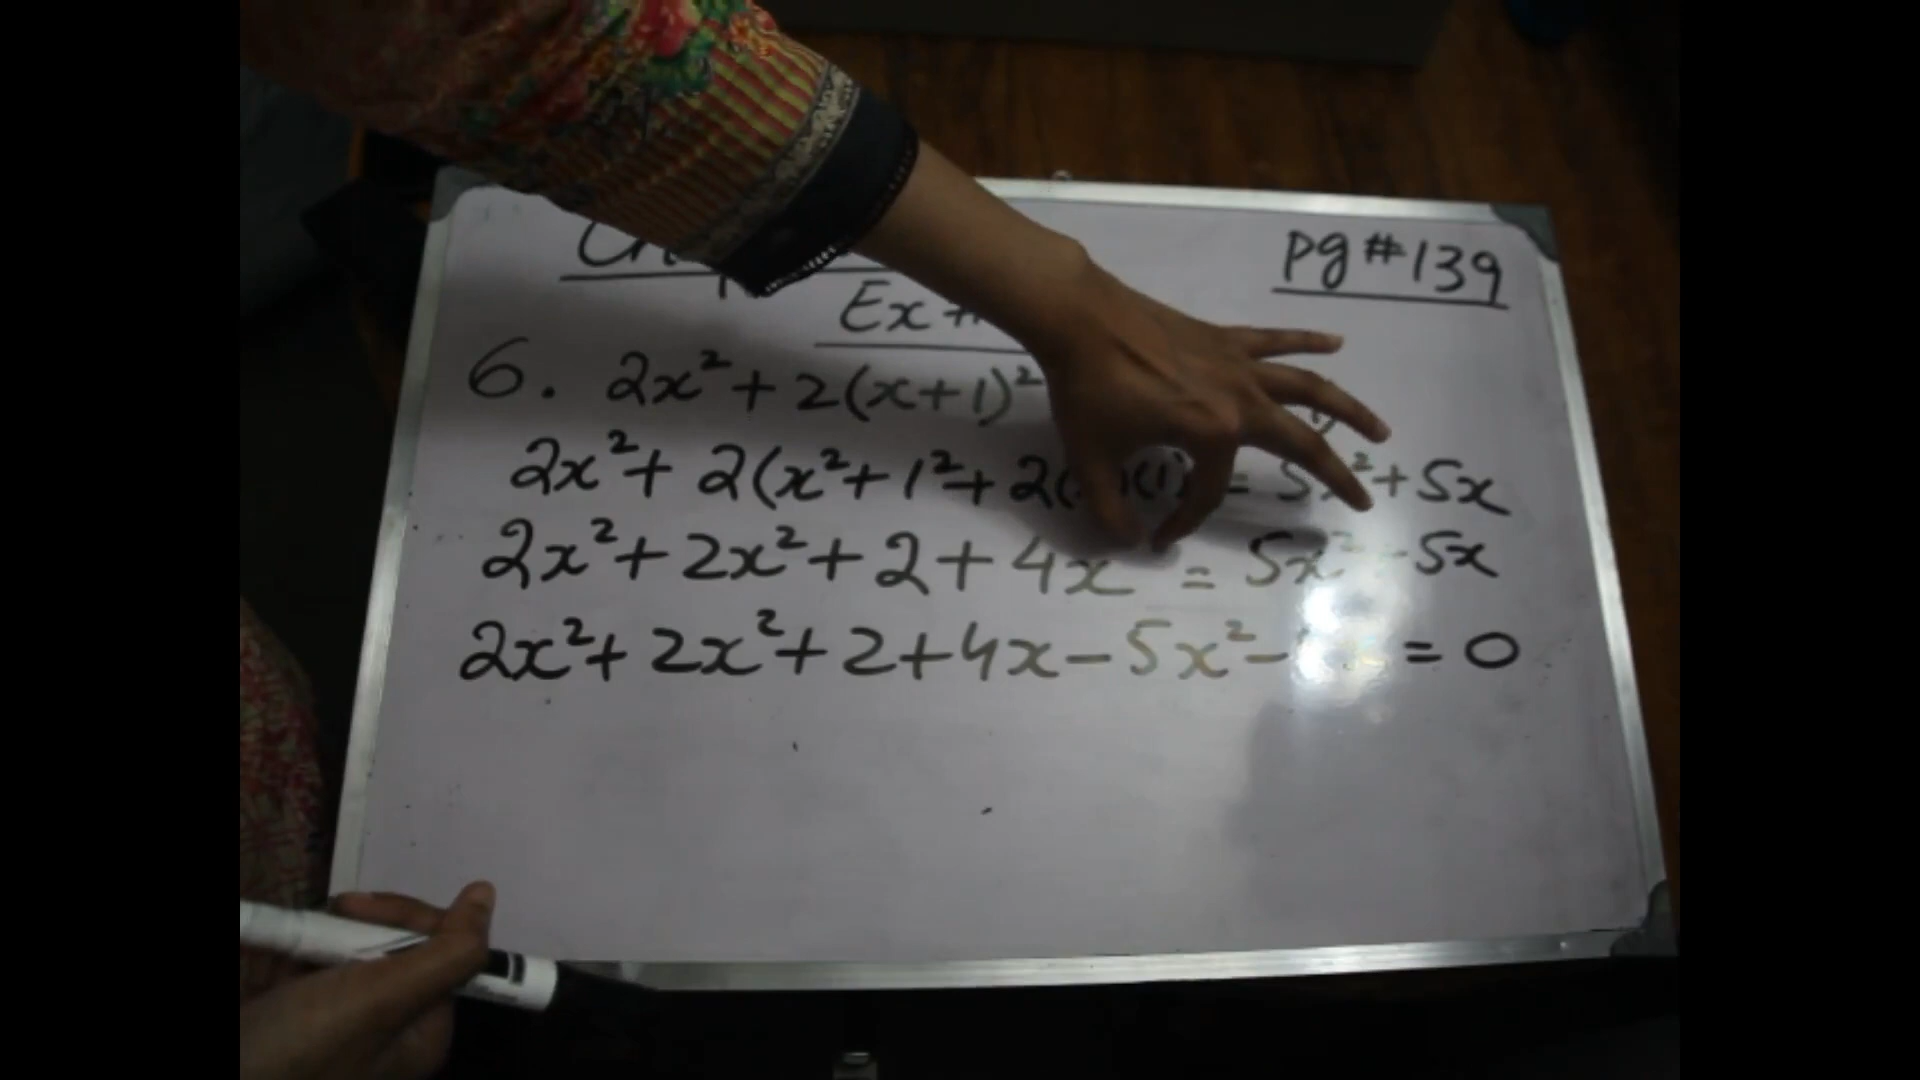 pg #139
Ex #
6. 2x² + 2(x+1)²
2x² + 2(x² + 1² + 2( )(1) = 5x² + 5x
2x² + 2x² + 2 + 4x = 5x² 5x
2x² + 2x² + 2 + 4x - 5x² - = 0